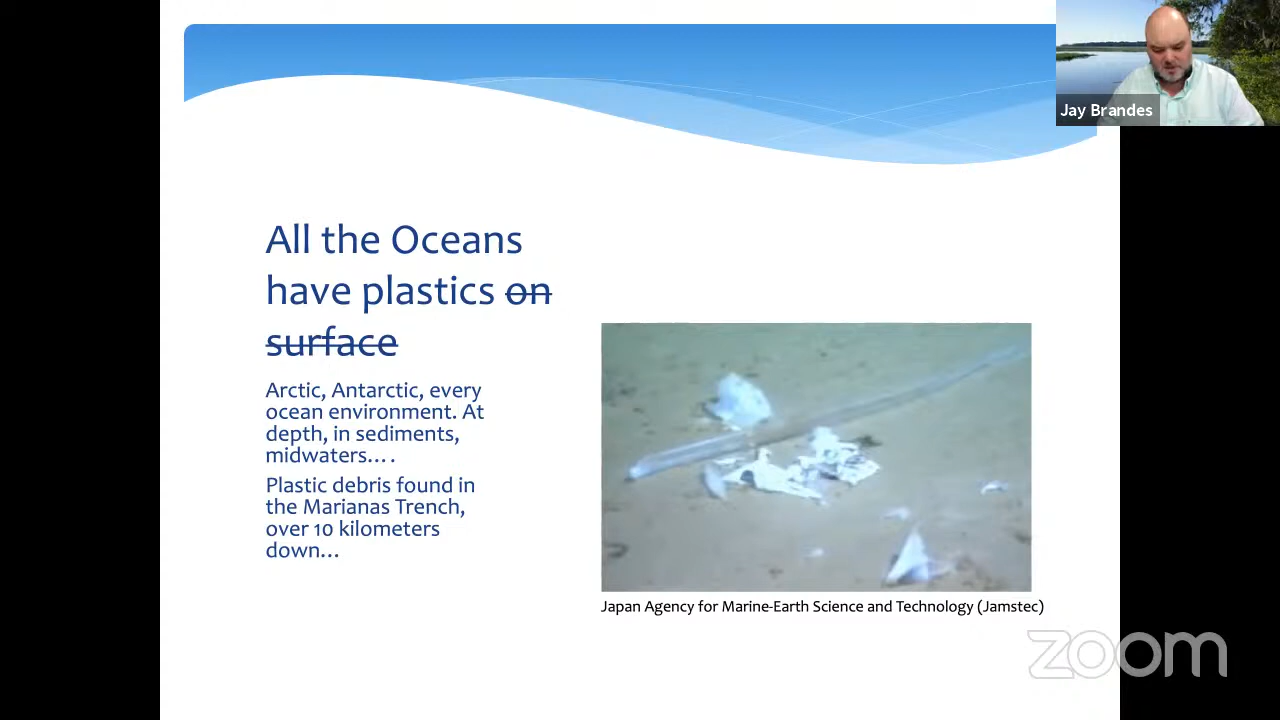 Jay Brandes
All the Oceans
have plastics on
surface
Arctic, Antarctic, every
ocean environment. At
depth, in sediments,
midwaters… .
Plastic debris found in
the Marianas Trench,
over 10 kilometers
down…
Japan Agency for Marine-Earth Science and Technology (Jamstec)
zoom